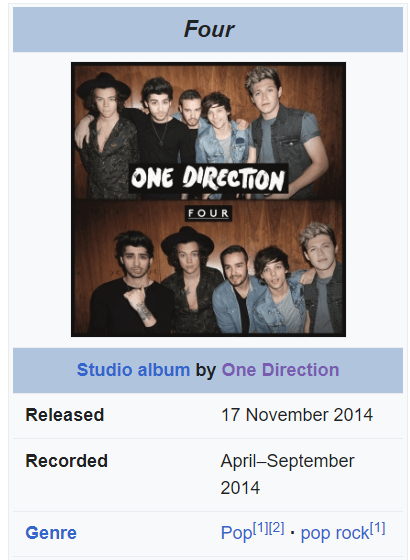 Four
ONE DIRECTION
FOUR
Studio album by One Direction
Released 17 November 2014
Recorded April–September
2014
Genre Pop[1][2] · pop rock[1]